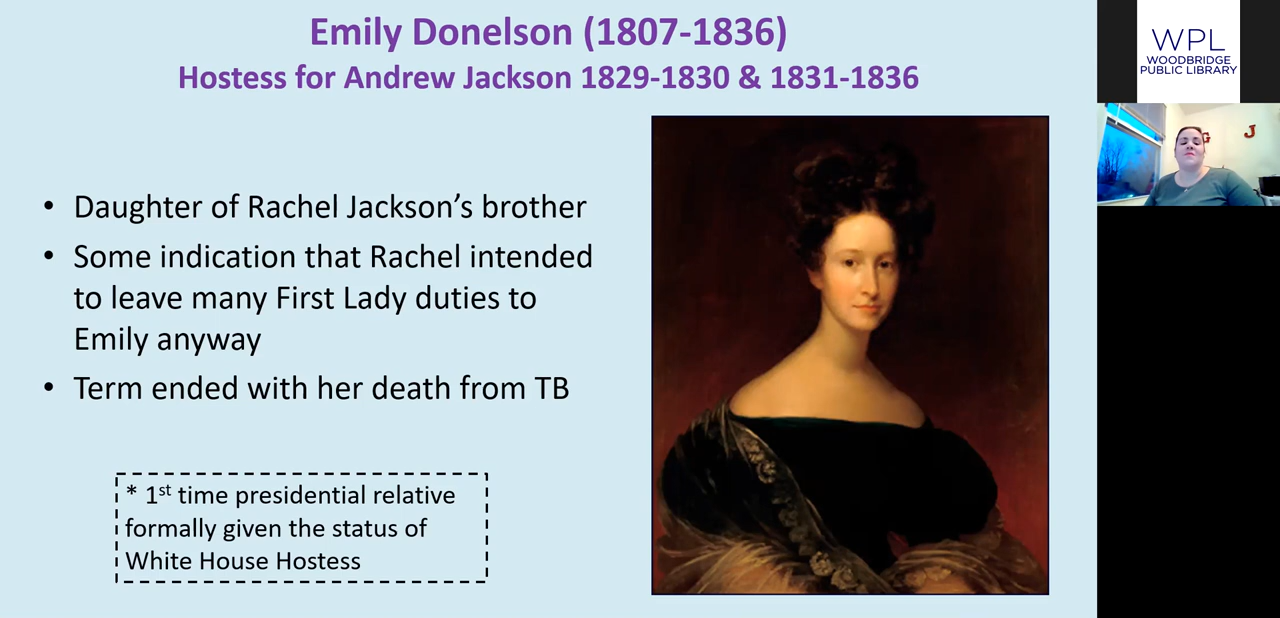 Emily Donelson (1807-1836)
Hostess for Andrew Jackson 1829-1830 & 1831-1836
• Daughter of Rachel Jackson’s brother
• Some indication that Rachel intended
to leave many First Lady duties to
Emily anyway
• Term ended with her death from TB
* 1st time presidential relative
formally given the status of
White House Hostess
WPL
WOODBRIDGE
PUBLIC LIBRARY
G J